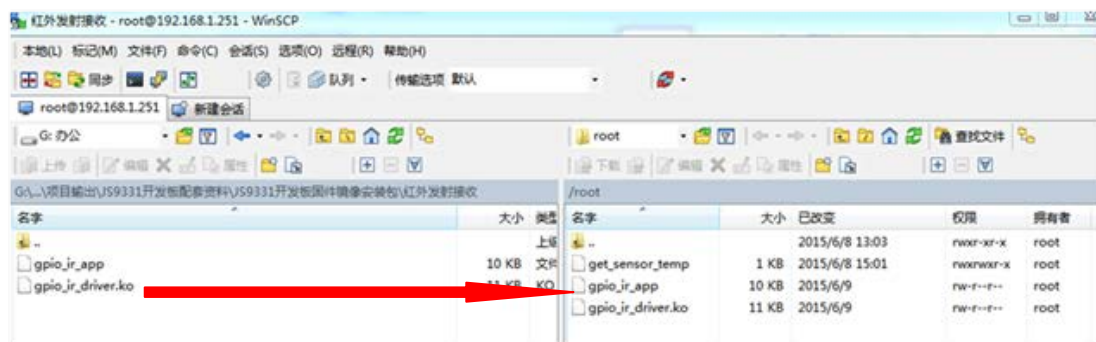 红外发射接收 - root@192.168.1.251 - WinSCP
本地(L) 标记(M) 文件(F) 命令(C) 会话(S) 选项(O) 远程(R) 帮助(H)
同步 队列 传输选项 默认
root@192.168.1.251 新建会话
G: 办公 root 查找文件
上传 编辑 属性 下载 编辑 属性
G:\...\项目输出\JS9331开发板配套资料\JS9331开发板固件镜像安装包\红外发射接收 /root
名字 大小 类型 名字 大小 已改变 权限 拥有者
.. 上级 .. 2015/6/8 13:03 rwxr-xr-x root
gpio_ir_app 10 KB 文件 get_sensor_temp 1 KB 2015/6/8 15:01 rwxrwxr-x root
gpio_ir_driver.ko 11 KB KO gpio_ir_app 10 KB 2015/6/9 rw-r--r-- root
gpio_ir_driver.ko 11 KB 2015/6/9 rw-r--r-- root